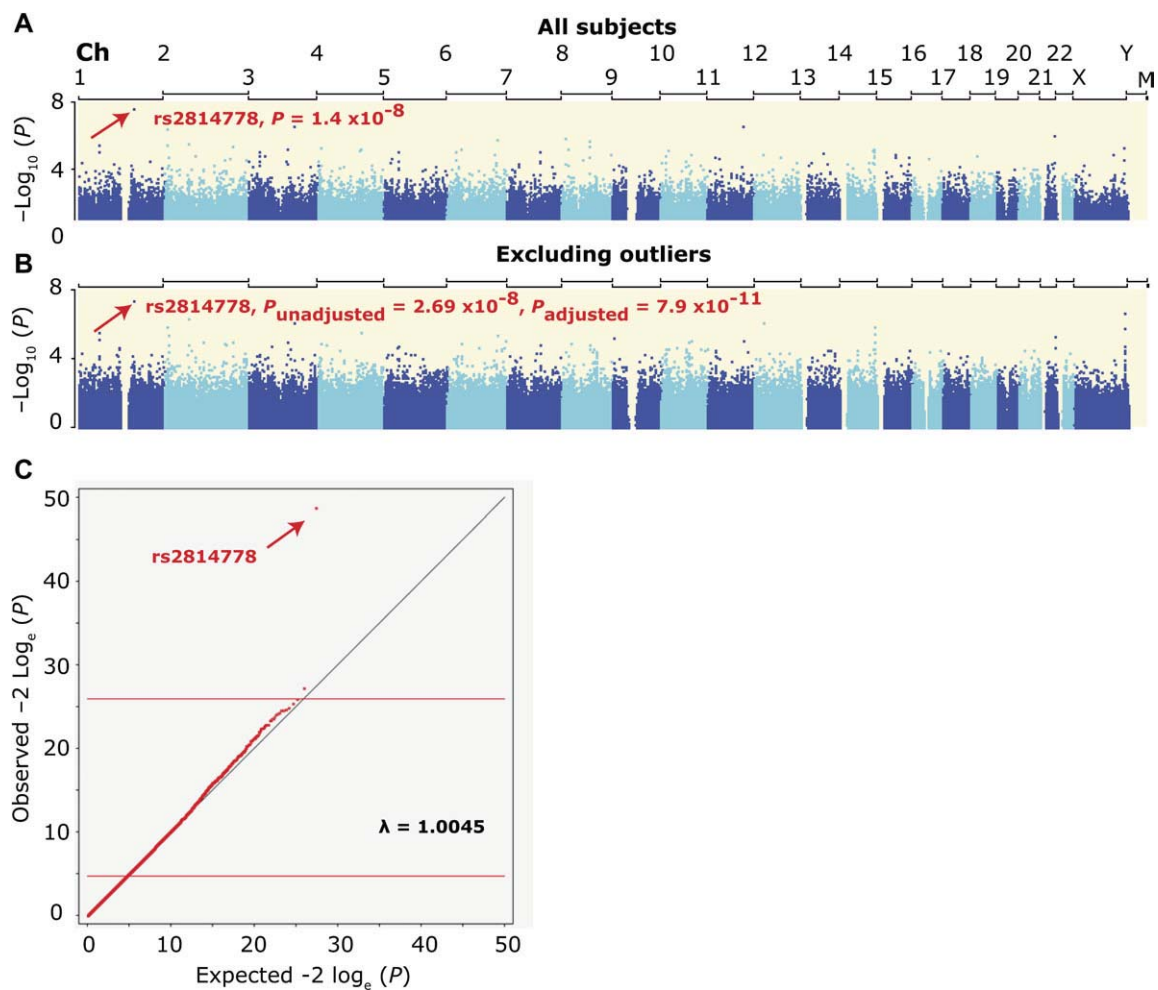 A
All subjects
Ch 2 4 6 8 10 12 14 16 18 20 22 Y
1 3 5 7 9 11 13 15 17 19 21 X M
8
rs2814778, P = 1.4 x10⁻⁸
4
0
−Log₁₀ (P)
B
Excluding outliers
8
rs2814778, Punadjusted = 2.69 x10⁻⁸, Padjusted = 7.9 x10⁻¹¹
4
0
−Log₁₀ (P)
C
50
rs2814778
40
30
20
10
λ = 1.0045
0
Observed -2 Logₑ (P)
0 10 20 30 40 50
Expected -2 logₑ (P)